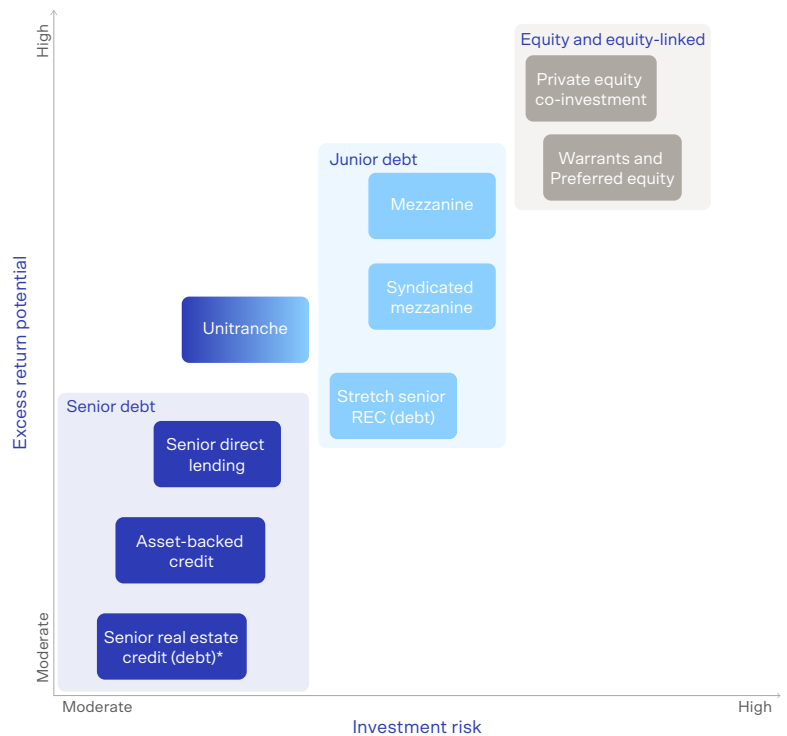 High
Equity and equity-linked
Private equity
co-investment
Warrants and
Preferred equity
Junior debt
Mezzanine
Syndicated
mezzanine
Unitranche
Stretch senior
REC (debt)
Senior debt
Senior direct
lending
Asset-backed
credit
Senior real estate
credit (debt)*
Excess return potential
Moderate
Moderate
High
Investment risk